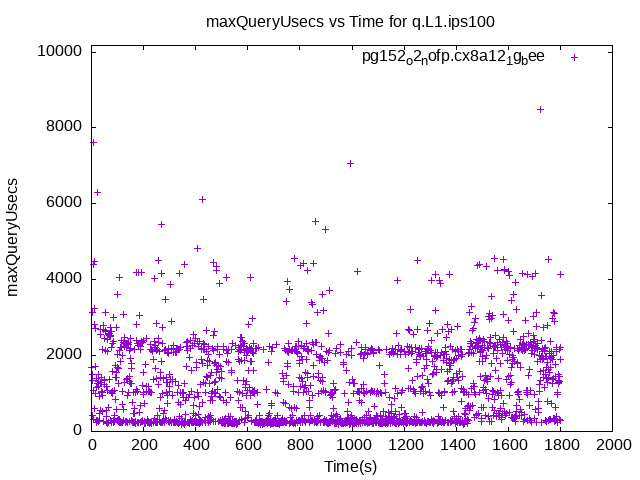 maxQueryUsecs vs Time for q.L1.ips100
pg152_o2_nofp.cx8a12_1g_bee
maxQueryUsecs
10000
8000
6000
4000
2000
0
0 200 400 600 800 1000 1200 1400 1600 1800 2000
Time(s)